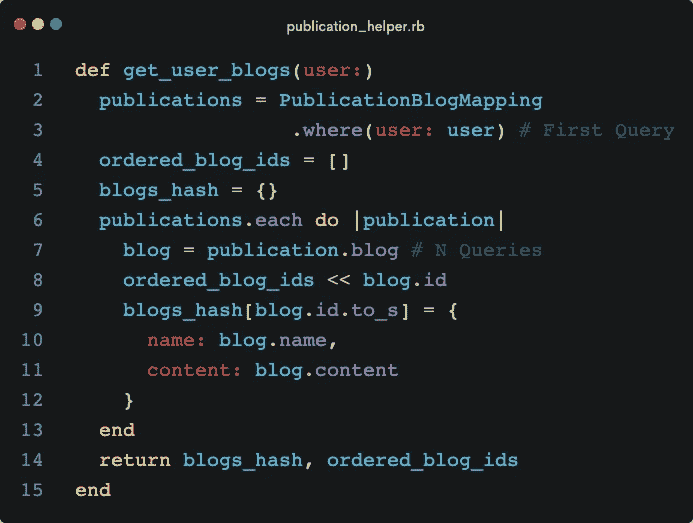 publication_helper.rb
1 def get_user_blogs(user:)
2   publications = PublicationBlogMapping
3                  .where(user: user) # First Query
4   ordered_blog_ids = []
5   blogs_hash = {}
6   publications.each do |publication|
7     blog = publication.blog # N Queries
8     ordered_blog_ids << blog.id
9     blogs_hash[blog.id.to_s] = {
10       name: blog.name,
11       content: blog.content
12     }
13   end
14   return blogs_hash, ordered_blog_ids
15 end